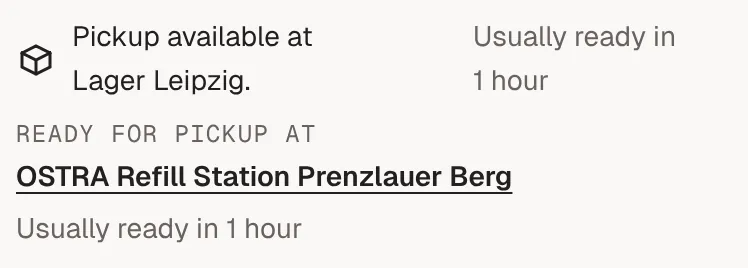 Pickup available at
Lager Leipzig.
Usually ready in
1 hour
READY FOR PICKUP AT
OSTRA Refill Station Prenzlauer Berg
Usually ready in 1 hour